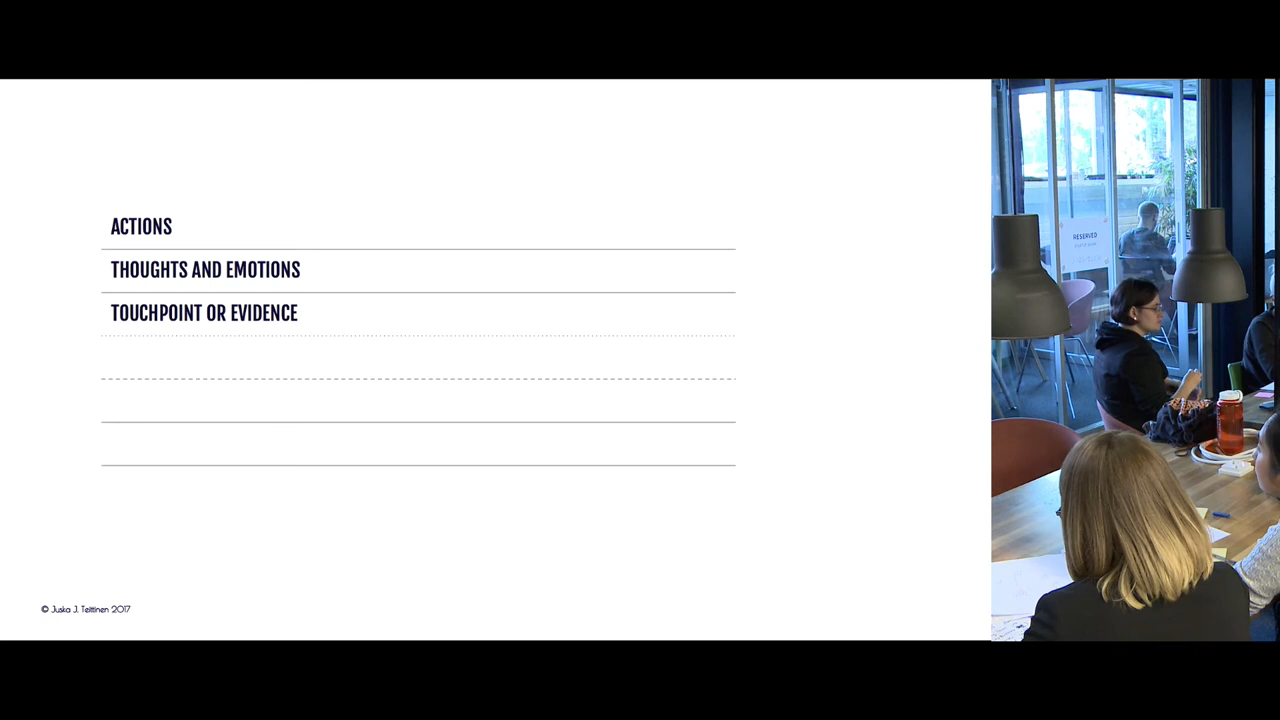 ACTIONS
THOUGHTS AND EMOTIONS
TOUCHPOINT OR EVIDENCE
© Juska J. Teittinen 2017
RESERVED